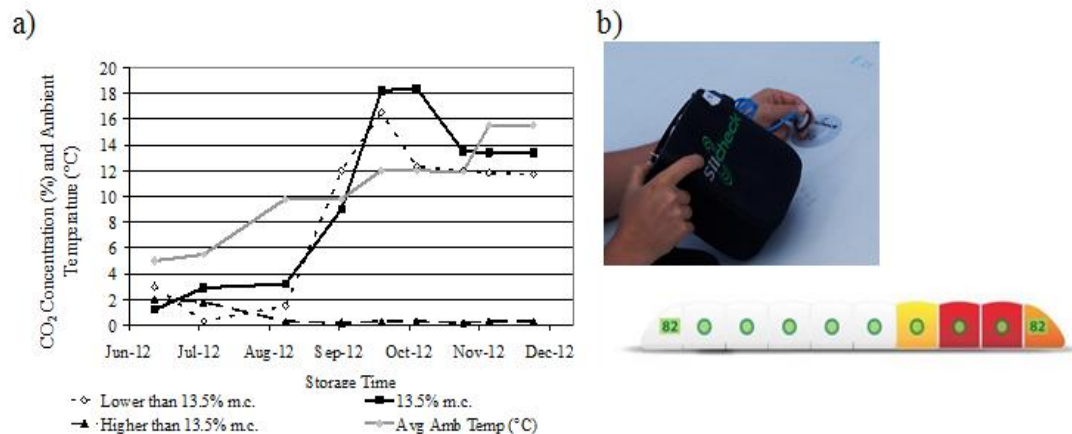 a)
b)
CO₂ Concentration (%) and Ambient
Temperature (°C)
20
18
16
14
12
10
8
6
4
2
0
Jun-12 Jul-12 Aug-12 Sep-12 Oct-12 Nov-12 Dec-12
Storage Time
Lower than 13.5% m.c.
13.5% m.c.
Higher than 13.5% m.c.
Avg Amb Temp (°C)
silcheck
82
82